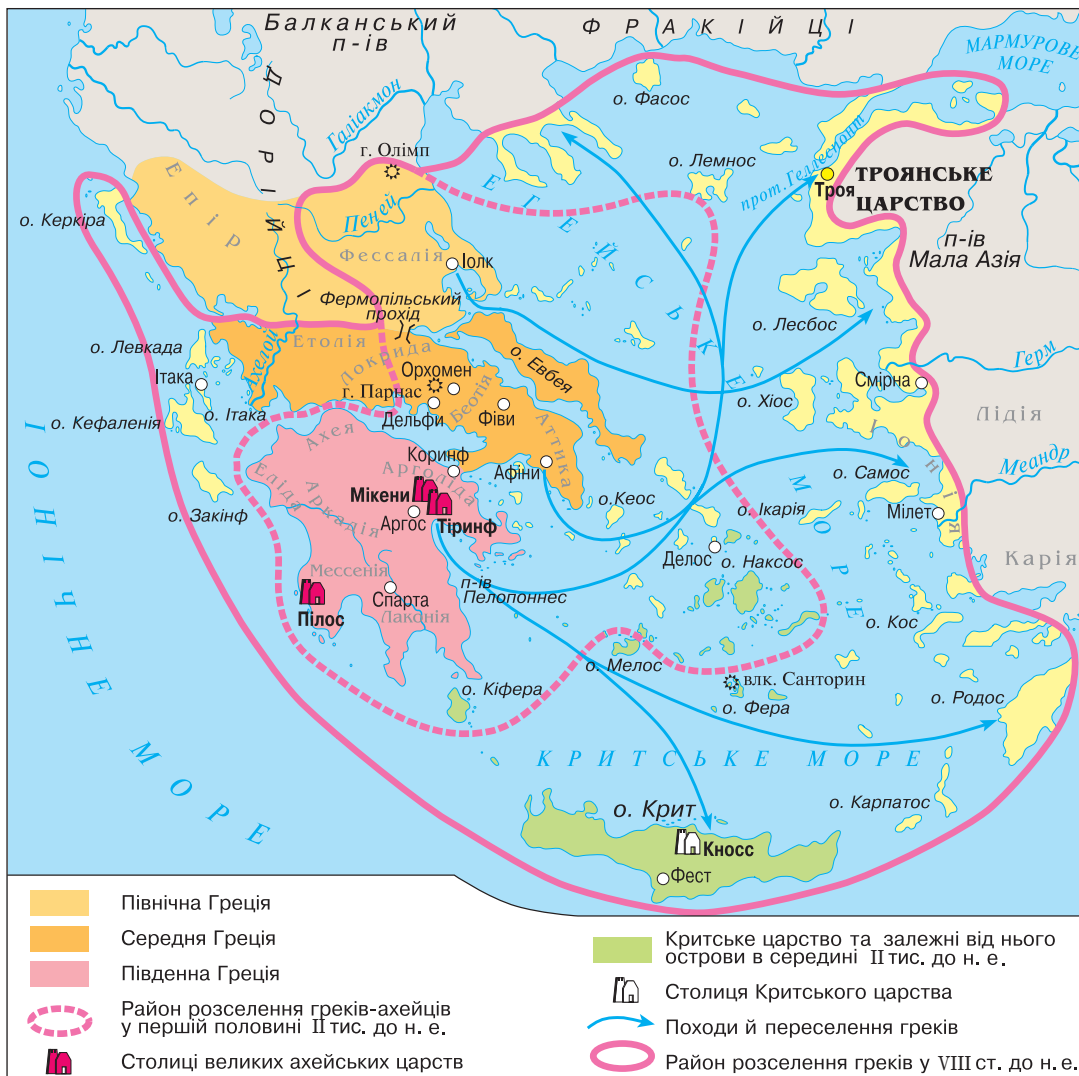 Балканський
п-ів
ФРАКІЙЦІ
МАРМУРОВЕ
МОРЕ
ДОРІЙЦІ
Галіакмон
о. Фасос
г. Олімп
о. Лемнос
прот. Геллеспонт
Троя
ТРОЯНСЬКЕ
ЦАРСТВО
п-ів
Мала Азія
Епір
о. Керкіра
Пеней
ЕГЕЙСЬКЕ МОРЕ
Фессалія
Іолк
Фермопільський
прохід
о. Лесбос
Герм
о. Левкада
Етолія
Ахелой
Локрида
о. Евбея
Ітака
Орхомен
г. Парнас
Беотія
Смірна
о. Хіос
о. Ітака
Дельфи
Фіви
Аттика
Лідія
о. Кефаленія
Ахея
Коринф
Афіни
Іонія
Меандр
Еліда
Арголіда
Аркадія
Мікени
о. Кеос
о. Самос
о. Закінф
Аргос
Тіринф
о. Ікарія
Мілет
Делос
о. Наксос
Карія
Мессенія
п-ів
Пелопоннес
Спарта
Пілос
Лаконія
о. Кос
о. Мелос
влк. Санторин
о. Кіфера
о. Фера
о. Родос
ІОНІЧНЕ МОРЕ
КРИТСЬКЕ МОРЕ
о. Карпатос
о. Крит
Кносс
Фест
Північна Греція
Середня Греція
Південна Греція
Район розселення греків-ахейців
у першій половині II тис. до н. е.
Столиці великих ахейських царств
Критське царство та залежні від нього
острови в середині II тис. до н. е.
Столиця Критського царства
Походи й переселення греків
Район розселення греків у VIII ст. до н. е.